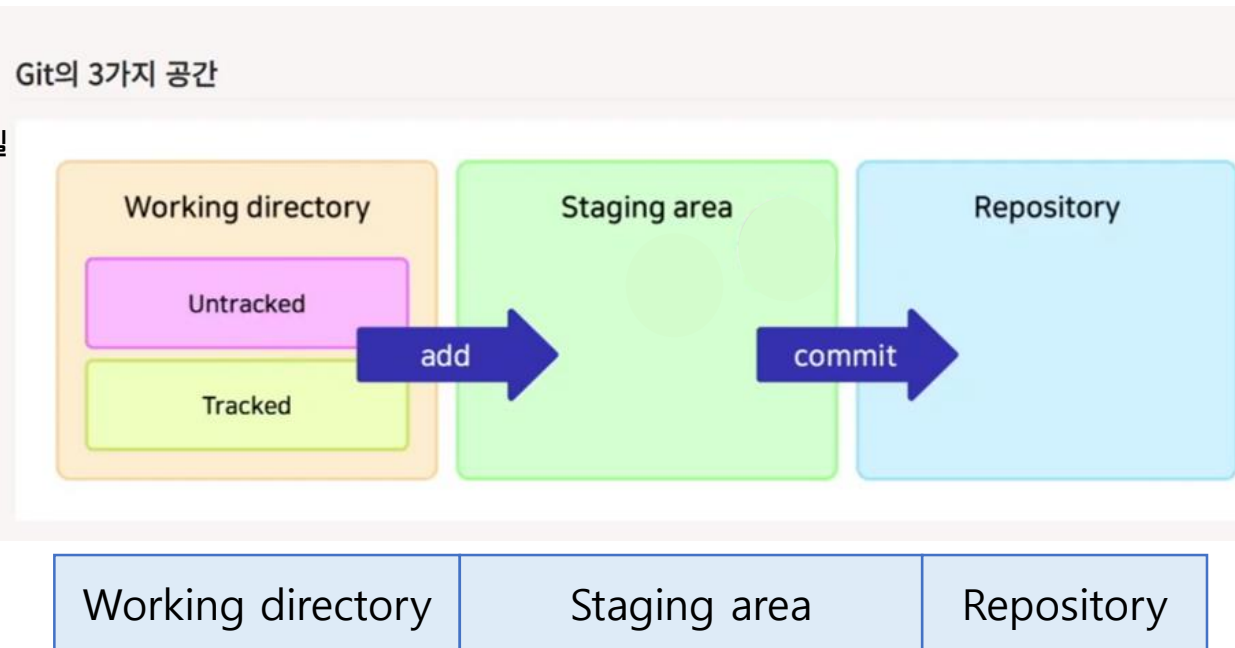 Git의 3가지 공간
Working directory
Staging area
Repository
Untracked
add
commit
Tracked
Working directory
Staging area
Repository